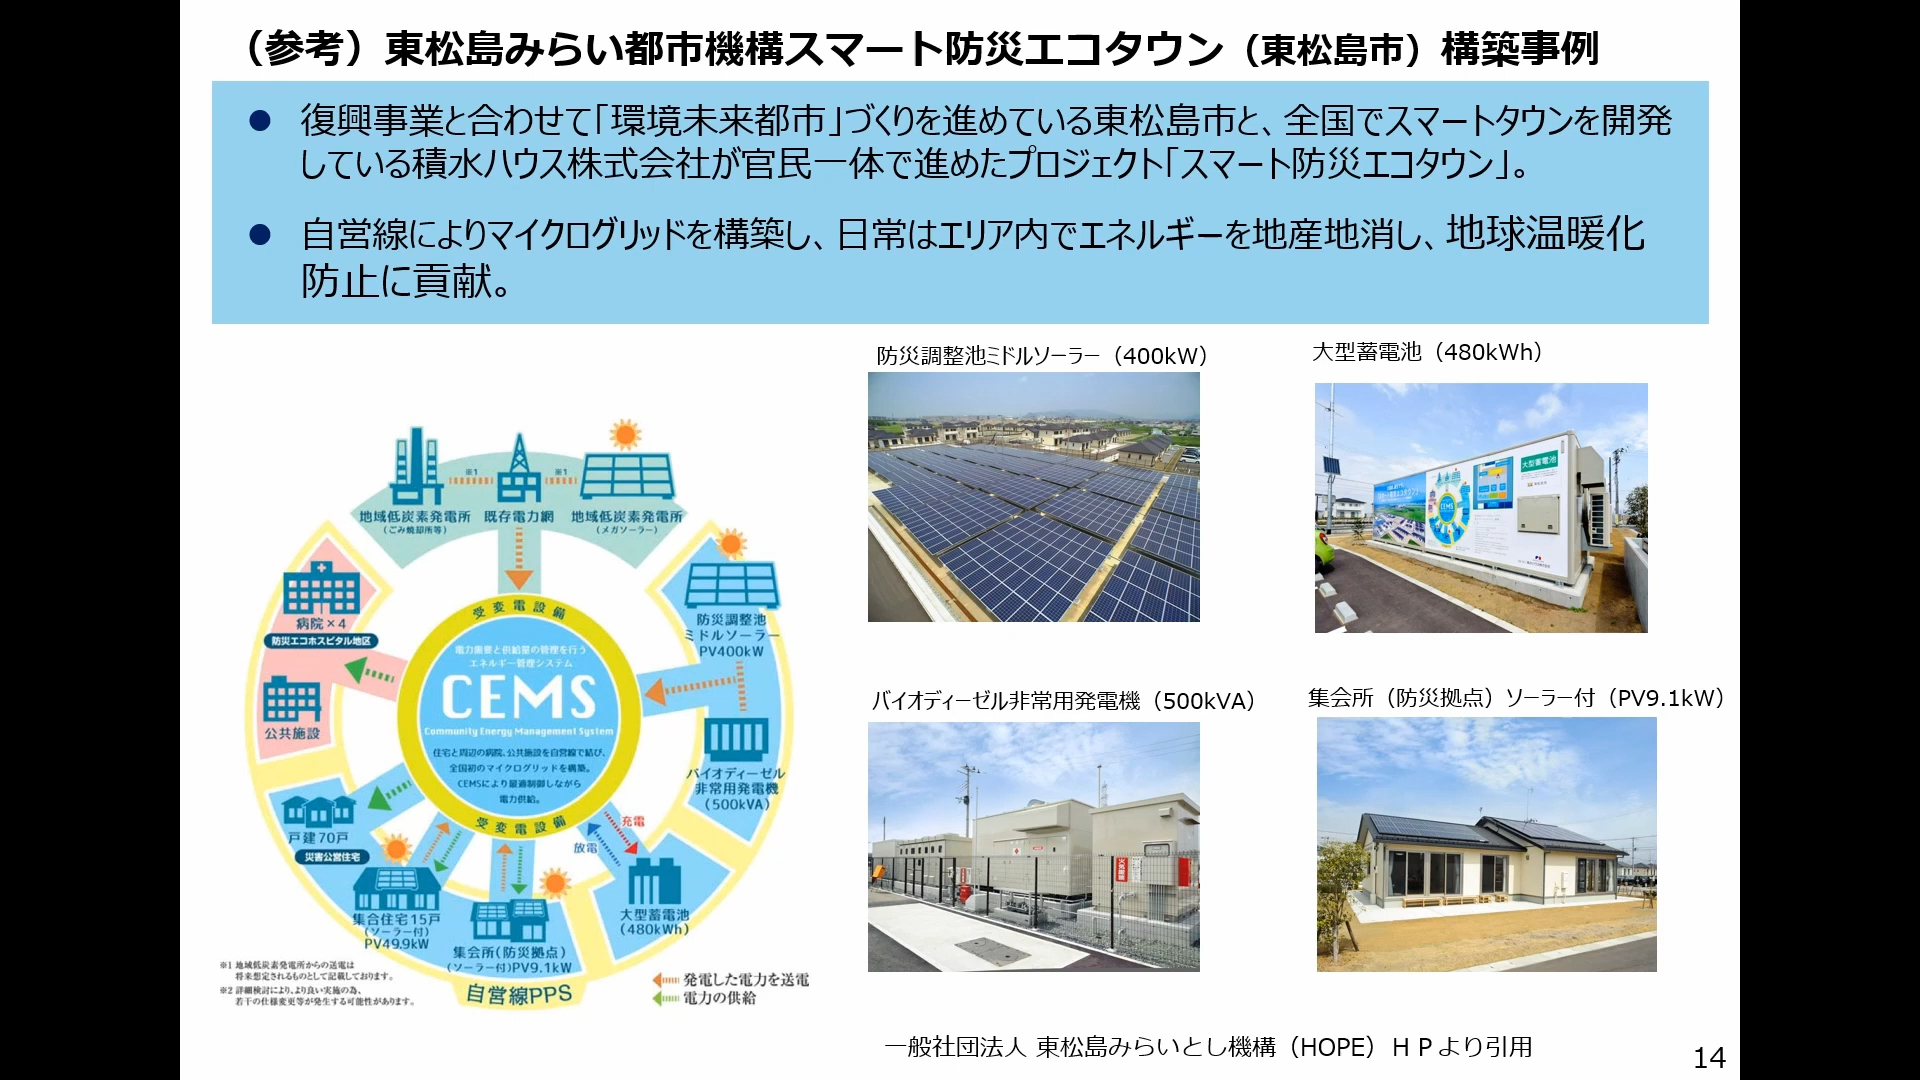 （参考）東松島みらい都市機構スマート防災エコタウン（東松島市）構築事例
● 復興事業と合わせて「環境未来都市」づくりを進めている東松島市と、全国でスマートタウンを開発
している積水ハウス株式会社が官民一体で進めたプロジェクト「スマート防災エコタウン」。
● 自営線によりマイクログリッドを構築し、日常はエリア内でエネルギーを地産地消し、地球温暖化
防止に貢献。
防災調整池ミドルソーラー（400kW）
大型蓄電池（480kWh）
大型蓄電池
CEMS
バイオディーゼル非常用発電機（500kVA）
集会所（防災拠点）ソーラー付（PV9.1kW）
※1
※1
地域低炭素発電所
（ごみ焼却所等）
既存電力網
地域低炭素発電所
（メガソーラー）
病院×4
防災エコホスピタル地区
公共施設
戸建70戸
災害公営住宅
集合住宅15戸
（ソーラー付）
PV49.9kW
集会所（防災拠点）
（ソーラー付）PV9.1kW
大型蓄電池
（480kWh）
防災調整池
ミドルソーラー
PV400kW
バイオディーゼル
非常用発電機
（500kVA）
受変電設備
電力需要と供給量の管理を行う
エネルギー管理システム
CEMS
Community Energy Management System
住宅と周辺の病院、公共施設を自営線で結び、
全国初のマイクログリッドを構築。
CEMSにより最適制御しながら
電力供給。
受変電設備
放電
充電
自営線PPS
※1 地域低炭素発電所からの送電は
将来想定されるものとして記載しております。
※2 詳細検討により、より良い実施の為、
若干の仕様変更等が発生する可能性があります。
発電した電力を送電
電力の供給
一般社団法人 東松島みらいとし機構（HOPE）ＨＰより引用
14